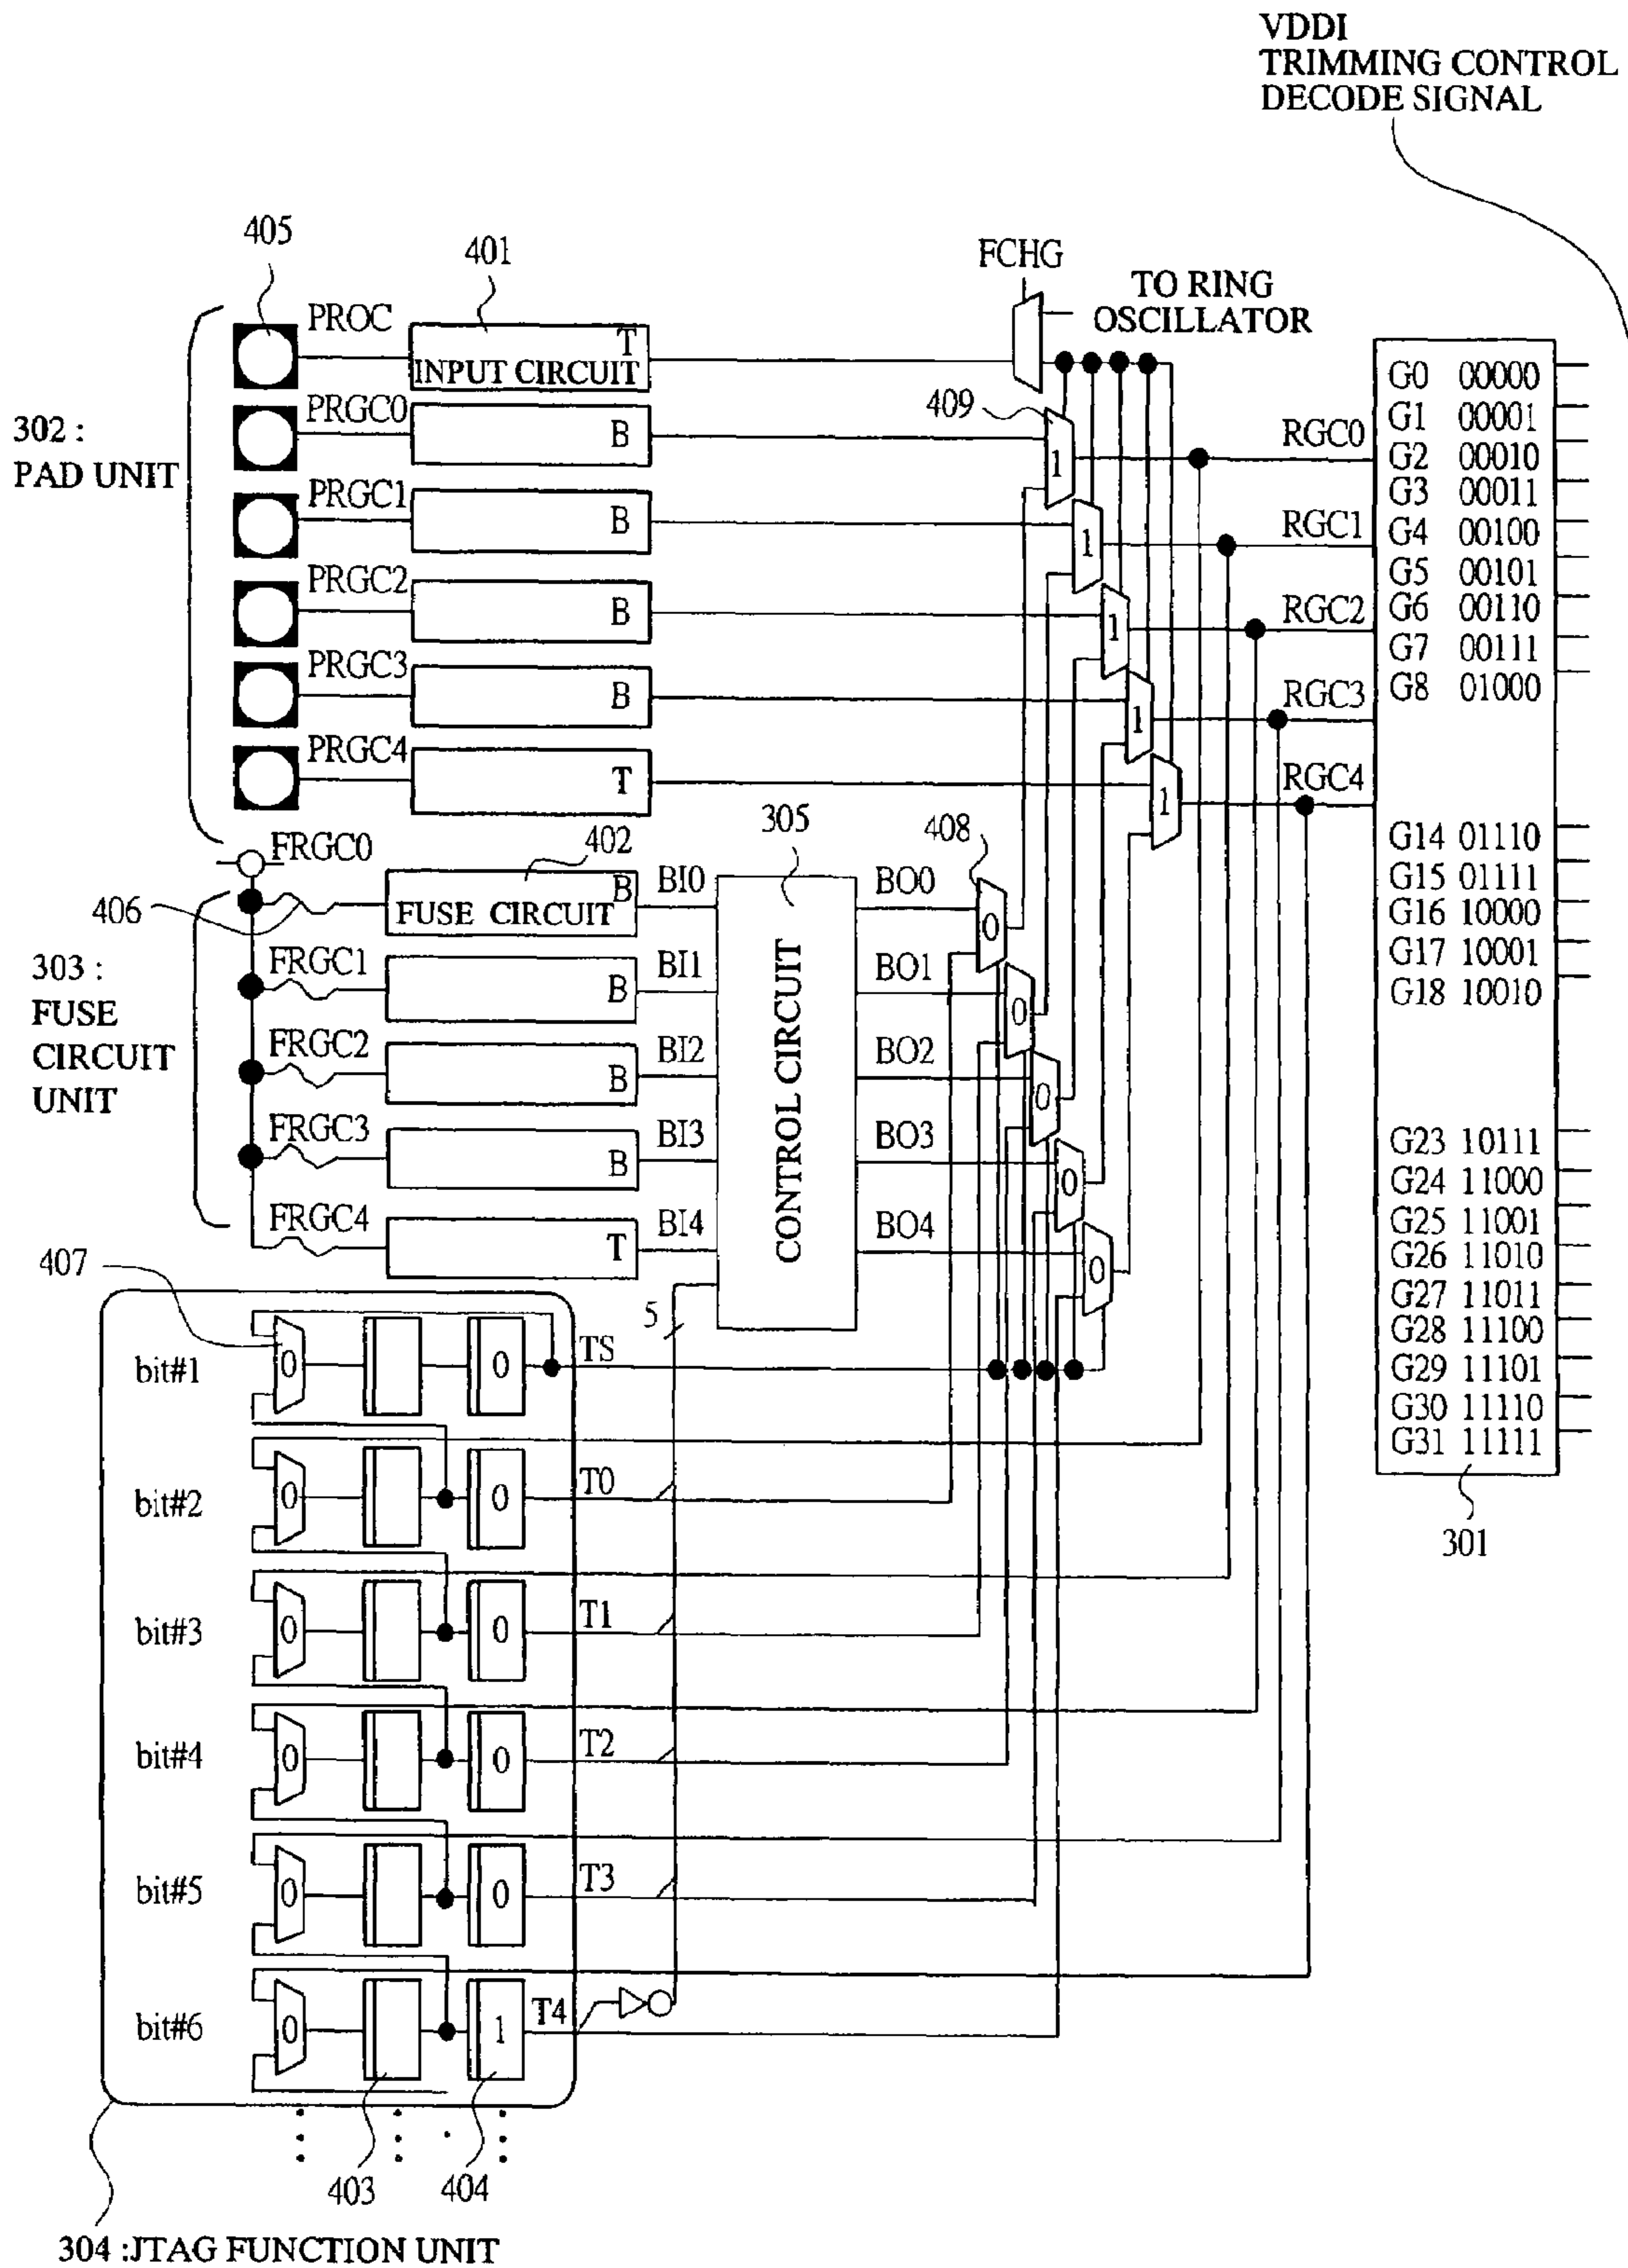 VDDI
TRIMMING CONTROL
DECODE SIGNAL
405
401
FCHG
TO RING
OSCILLATOR
PROC
T
INPUT CIRCUIT
302 :
PAD UNIT
PRGC0
B
409
1
RGC0
PRGC1
B
1
RGC1
PRGC2
B
1
RGC2
PRGC3
B
1
RGC3
PRGC4
T
1
RGC4
G0 00000
G1 00001
G2 00010
G3 00011
G4 00100
G5 00101
G6 00110
G7 00111
G8 01000
G14 01110
G15 01111
G16 10000
G17 10001
G18 10010
G23 10111
G24 11000
G25 11001
G26 11010
G27 11011
G28 11100
G29 11101
G30 11110
G31 11111
301
303 :
FUSE
CIRCUIT
UNIT
FRGC0
402
305
408
406
B
FUSE CIRCUIT
BI0
CONTROL CIRCUIT
BO0
0
FRGC1
B
BI1
BO1
0
FRGC2
B
BI2
BO2
0
FRGC3
B
BI3
BO3
0
FRGC4
T
BI4
BO4
0
407
5
bit#1
0
0
TS
bit#2
0
0
T0
bit#3
0
0
T1
bit#4
0
0
T2
bit#5
0
0
T3
bit#6
0
1
T4
403
404
304 :JTAG FUNCTION UNIT